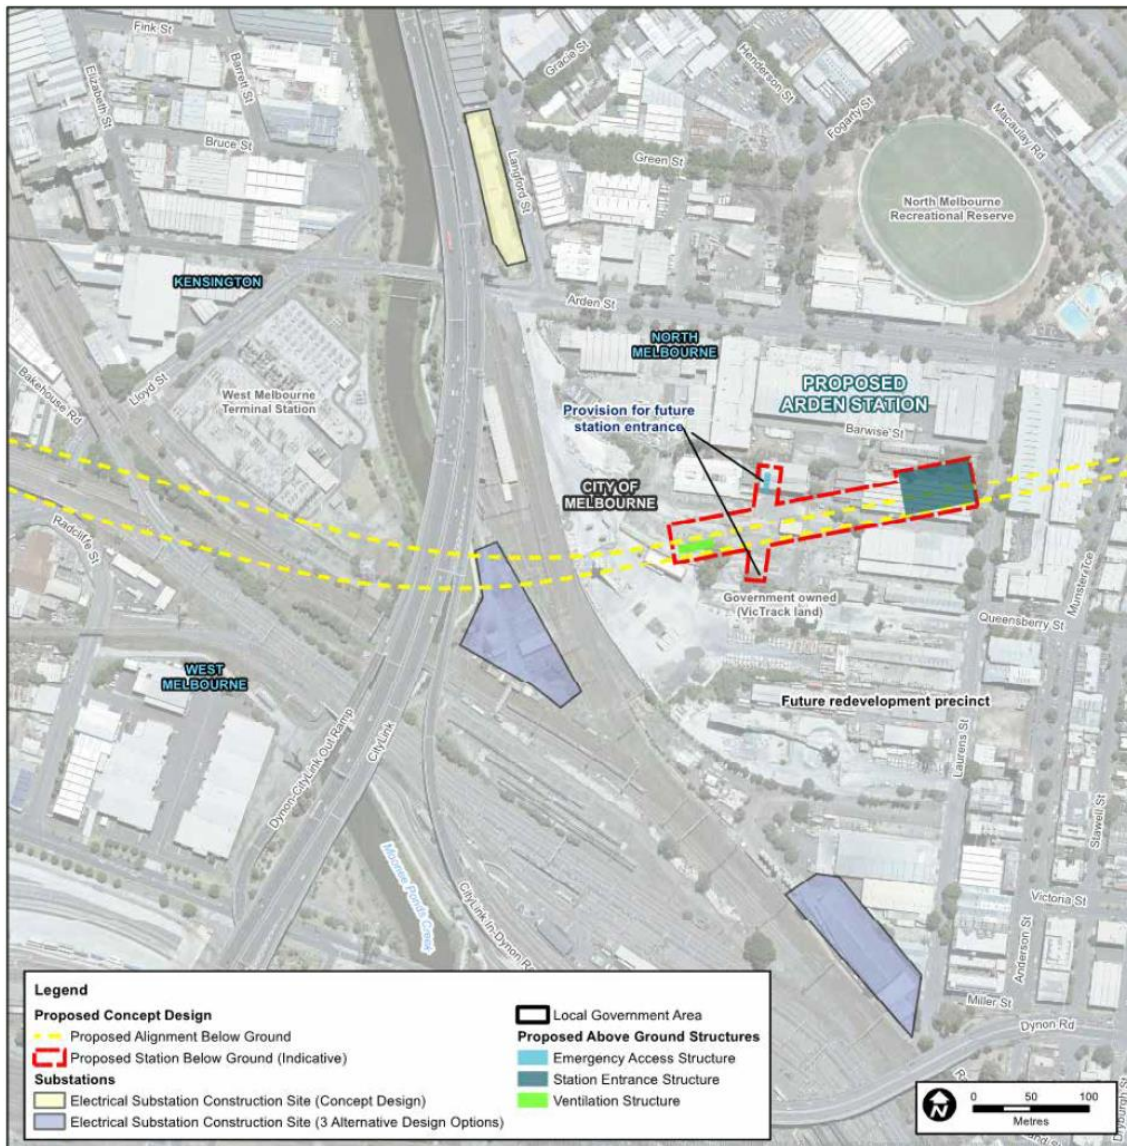 Fink St
Elizabeth St
Barrett St
Bruce St
Gracie St
Henderson St
Fogarty St
Macaulay Rd
Langford St
Green St
North Melbourne
Recreational Reserve
KENSINGTON
Arden St
NORTH
MELBOURNE
Bakehouse Rd
Lloyd St
West Melbourne
Terminal Station
PROPOSED
ARDEN STATION
Provision for future
station entrance
Barwise St
CITY OF
MELBOURNE
Radcliffe St
Munster Tce
Government owned
(VicTrack land)
Queensberry St
WEST
MELBOURNE
Future redevelopment precinct
Dynon-CityLink Out Ramp
CityLink
Laurens St
Stawell St
Moonee Ponds Creek
CityLink In-Dynon R
Victoria St
Anderson St
Miller St
Dynon Rd
Dryburgh St
Legend
Proposed Concept Design
Proposed Alignment Below Ground
Proposed Station Below Ground (Indicative)
Substations
Electrical Substation Construction Site (Concept Design)
Electrical Substation Construction Site (3 Alternative Design Options)
Local Government Area
Proposed Above Ground Structures
Emergency Access Structure
Station Entrance Structure
Ventilation Structure
N
0 50 100
Metres